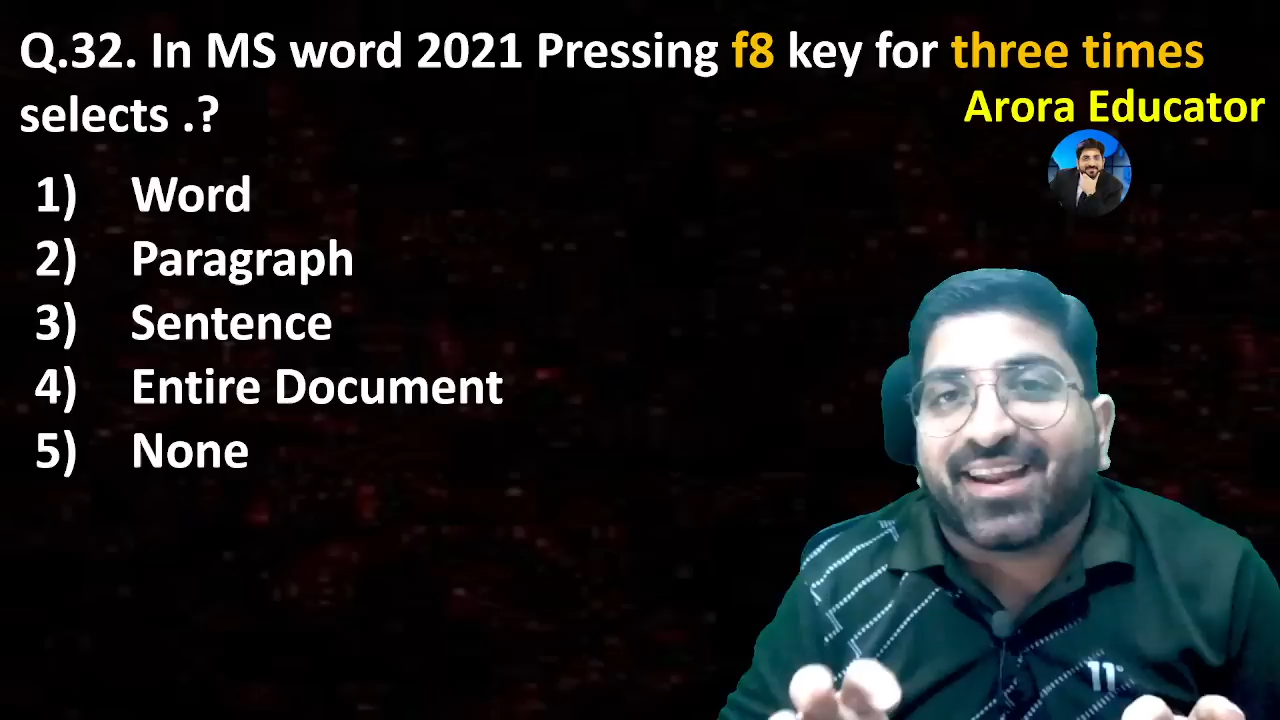 Q.32. In MS word 2021 Pressing f8 key for three times
selects .?
Arora Educator
1) Word
2) Paragraph
3) Sentence
4) Entire Document
5) None
11°